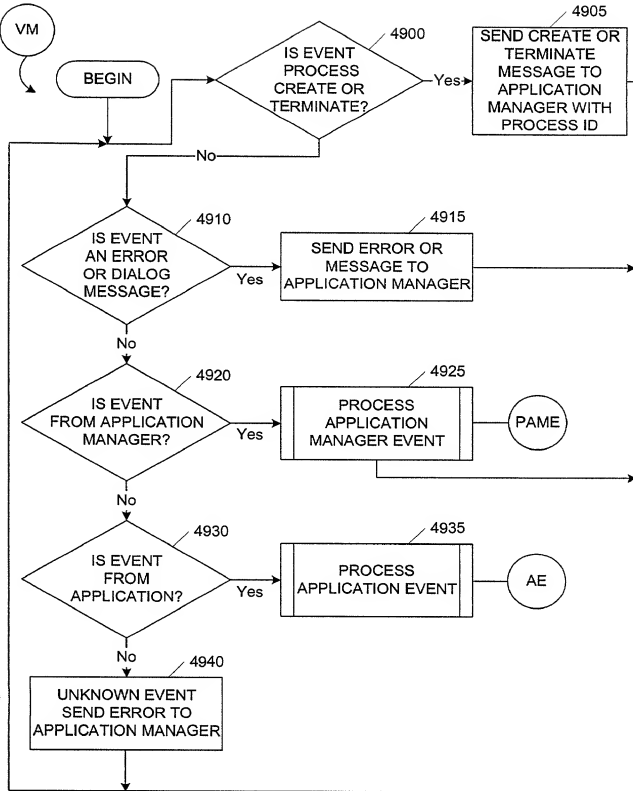 VM
BEGIN
4900
IS EVENT
PROCESS
CREATE OR
TERMINATE?
Yes
4905
SEND CREATE OR
TERMINATE
MESSAGE TO
APPLICATION
MANAGER WITH
PROCESS ID
No
4910
IS EVENT
AN ERROR
OR DIALOG
MESSAGE?
Yes
4915
SEND ERROR OR
MESSAGE TO
APPLICATION MANAGER
No
4920
IS EVENT
FROM APPLICATION
MANAGER?
Yes
4925
PROCESS
APPLICATION
MANAGER EVENT
PAME
No
4930
IS EVENT
FROM
APPLICATION?
Yes
4935
PROCESS
APPLICATION EVENT
AE
No
4940
UNKNOWN EVENT
SEND ERROR TO
APPLICATION MANAGER